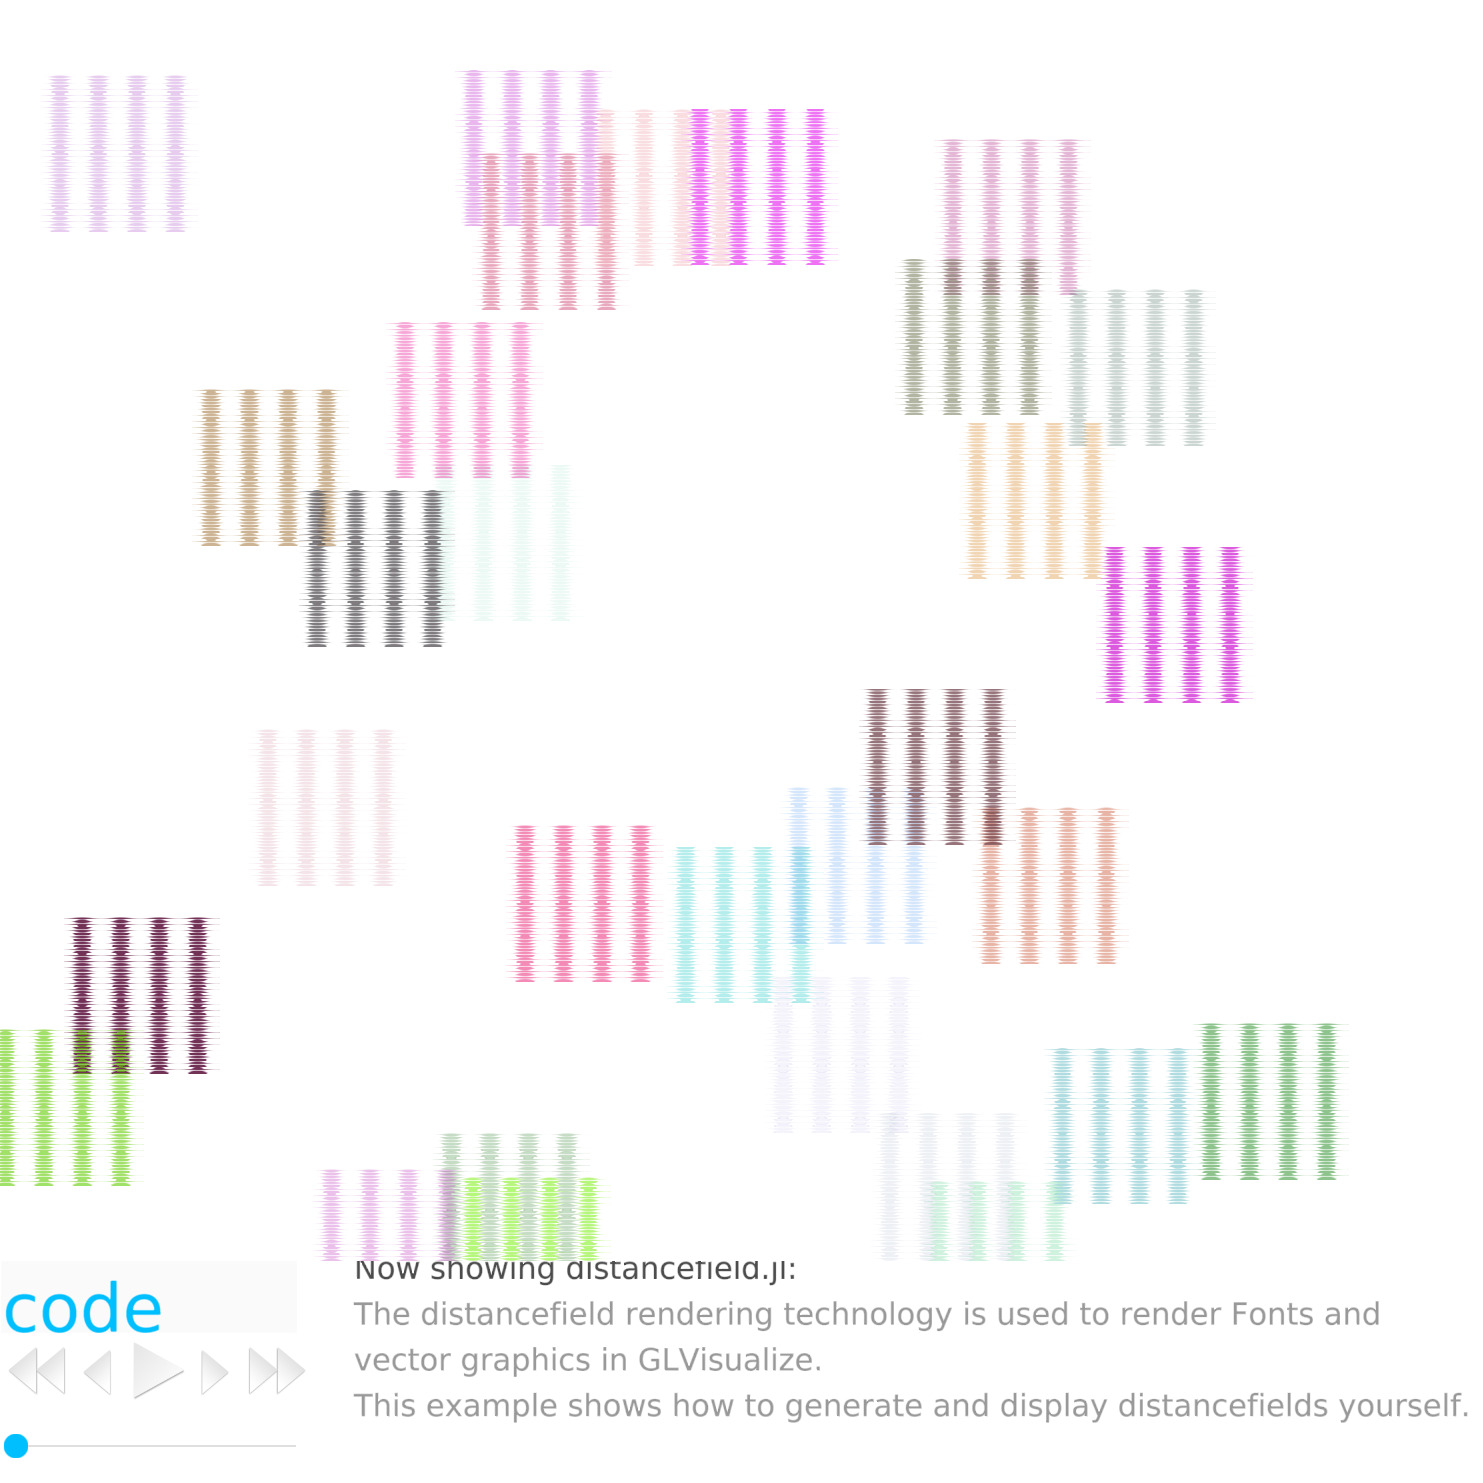 Now showing distancefield.jl:
code
The distancefield rendering technology is used to render Fonts and
vector graphics in GLVisualize.
This example shows how to generate and display distancefields yourself.